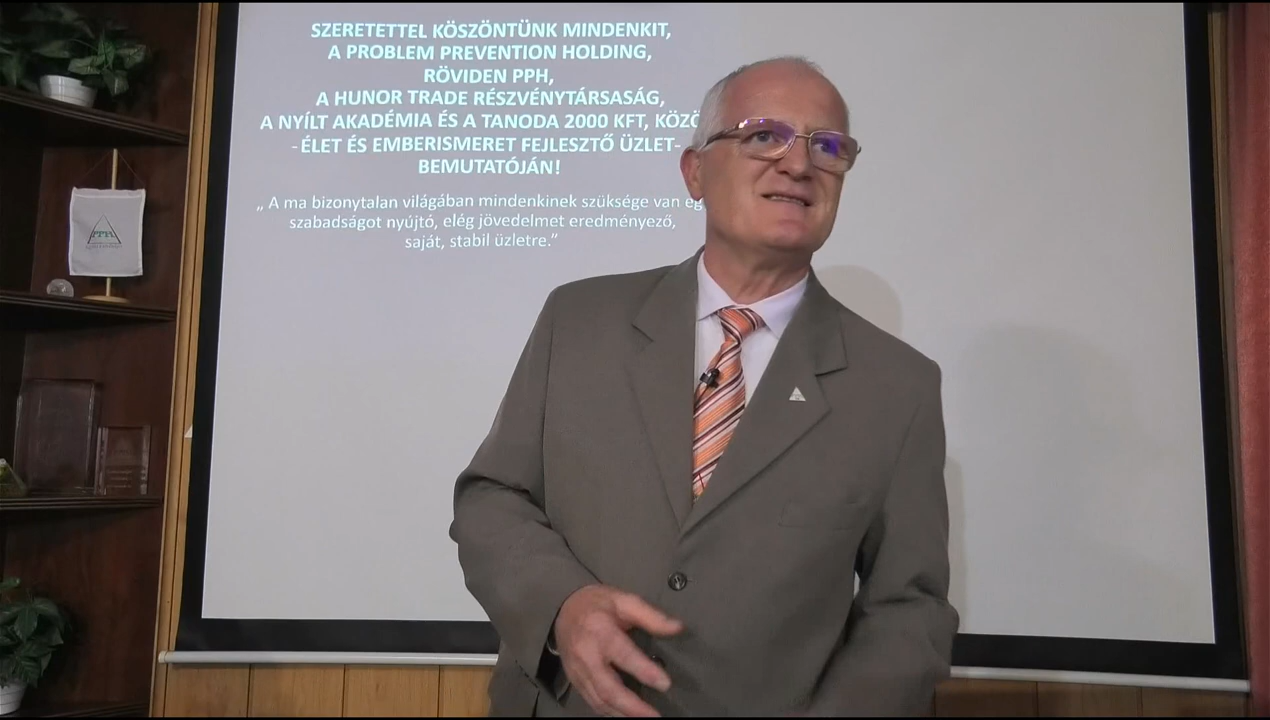 SZERETETTEL KÖSZÖNTÜNK MINDENKIT,
A PROBLEM PREVENTION HOLDING,
RÖVIDEN PPH,
A HUNOR TRADE RÉSZVÉNYTÁRSASÁG,
A NYÍLT AKADÉMIA ÉS A TANODA 2000 KFT, KÖZÖ
-ÉLET ÉS EMBERISMERET FEJLESZTŐ ÜZLET-
BEMUTATÓJÁN!
„ A ma bizonytalan világában mindenkinek szüksége van eg
szabadságot nyújtó, elég jövedelmet eredményező,
saját, stabil üzletre.”
PPH